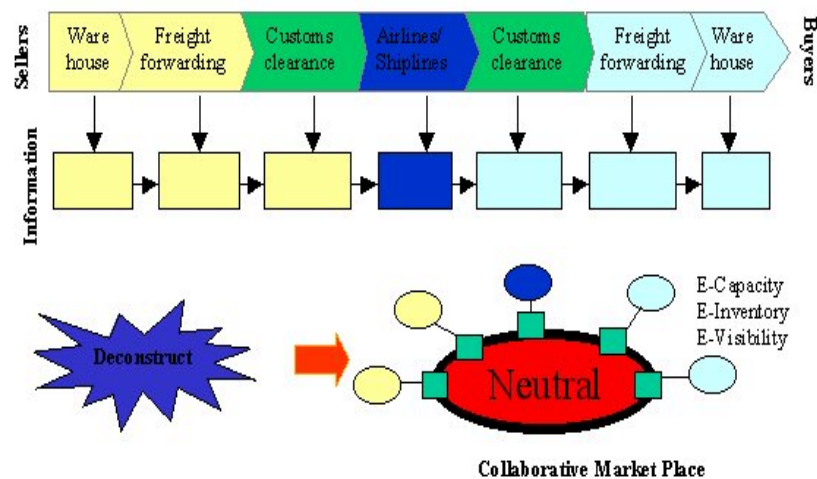 Sellers
Ware
house
Freight
forwarding
Customs
clearance
Airlines/
Shiplines
Customs
clearance
Freight
forwarding
Ware
house
Buyers
Information
Deconstruct
Neutral
E-Capacity
E-Inventory
E-Visibility
Collaborative Market Place